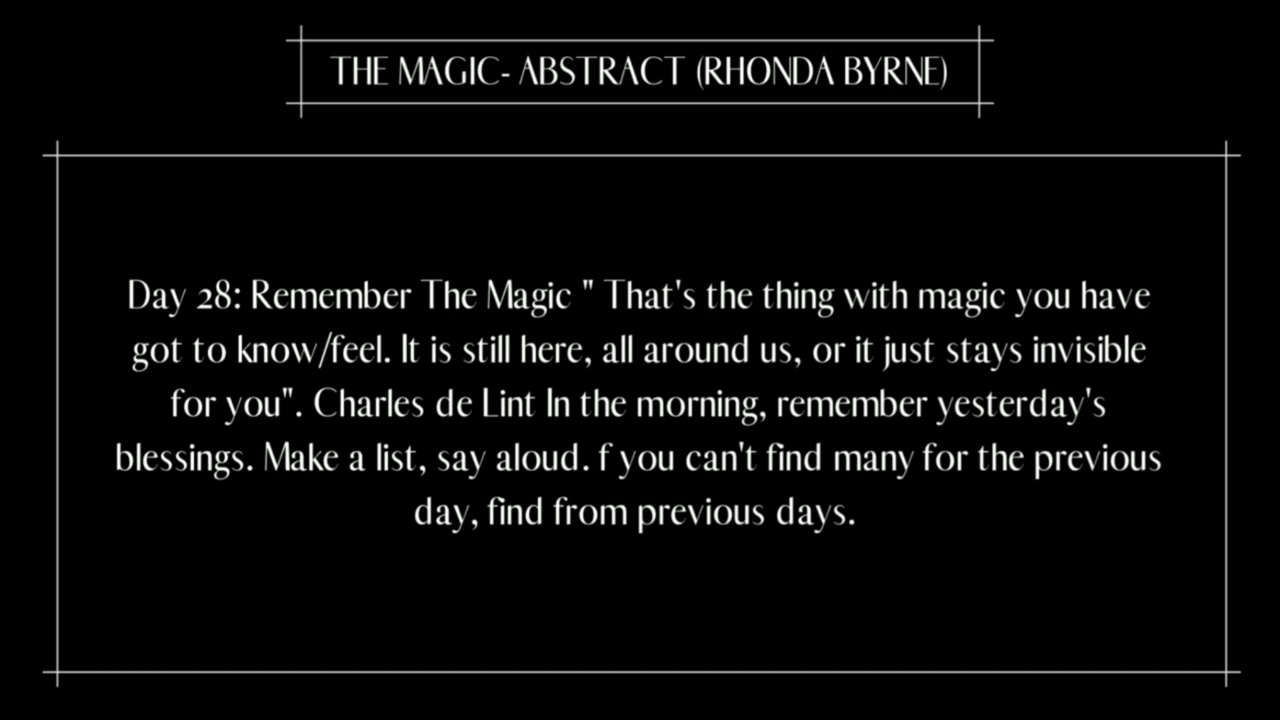 THE MAGIC- ABSTRACT (RHONDA BYRNE)
Day 28: Remember The Magic " That's the thing with magic you have
got to know/feel. It is still here, all around us, or it just stays invisible
for you". Charles de Lint In the morning, remember yesterday's
blessings. Make a list, say aloud. f you can't find many for the previous
day, find from previous days.